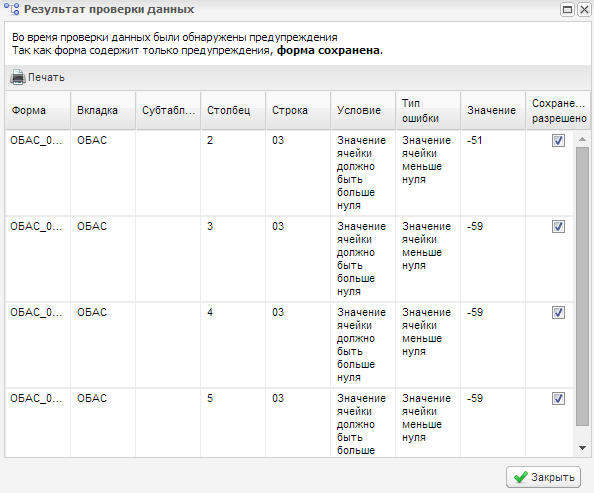 Результат проверки данных
Во время проверки данных были обнаружены предупреждения
Так как форма содержит только предупреждения, форма сохранена.
Печать
Форма Вкладка Субтабл... Столбец Строка Условие Тип ошибки Значение Сохране... разрешено
ОБАС_0... ОБАС 2 03 Значение ячейки должно быть больше нуля Значение ячейки меньше нуля -51
ОБАС_0... ОБАС 3 03 Значение ячейки должно быть больше нуля Значение ячейки меньше нуля -59
ОБАС_0... ОБАС 4 03 Значение ячейки должно быть больше нуля Значение ячейки меньше нуля -59
ОБАС_0... ОБАС 5 03 Значение ячейки должно быть больше Значение ячейки меньше нуля -59
Закрыть